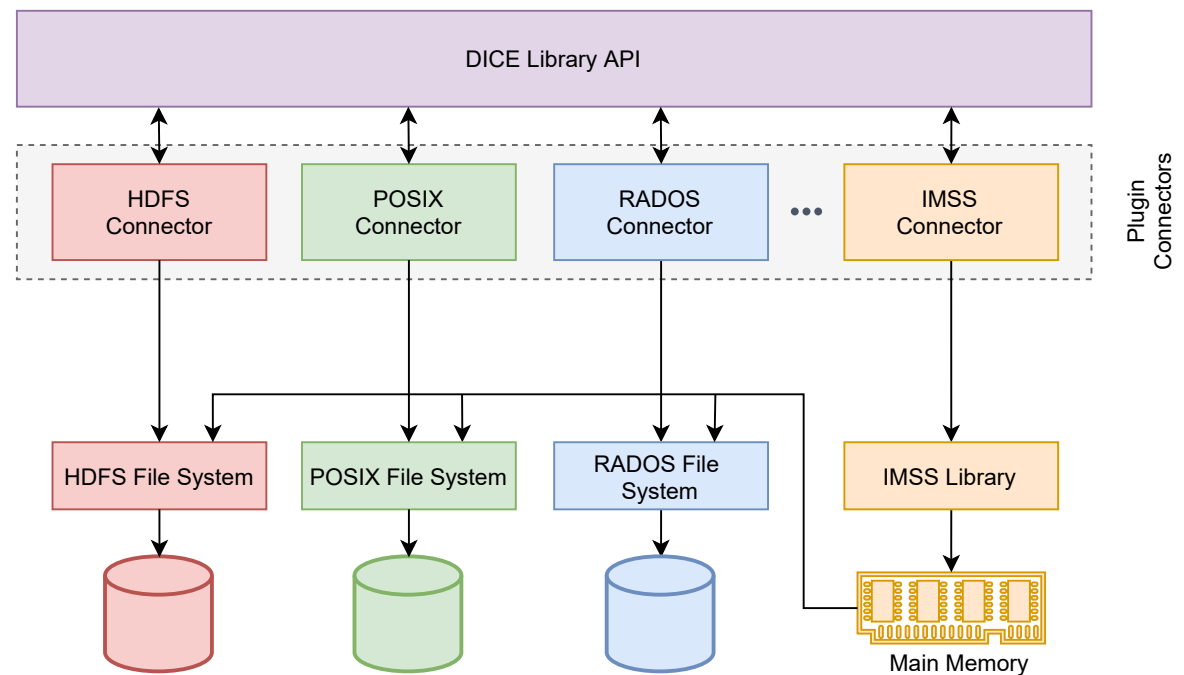 DICE Library API
HDFS
Connector
POSIX
Connector
RADOS
Connector
IMSS
Connector
Plugin
Connectors
HDFS File System
POSIX File System
RADOS File
System
IMSS Library
Main Memory